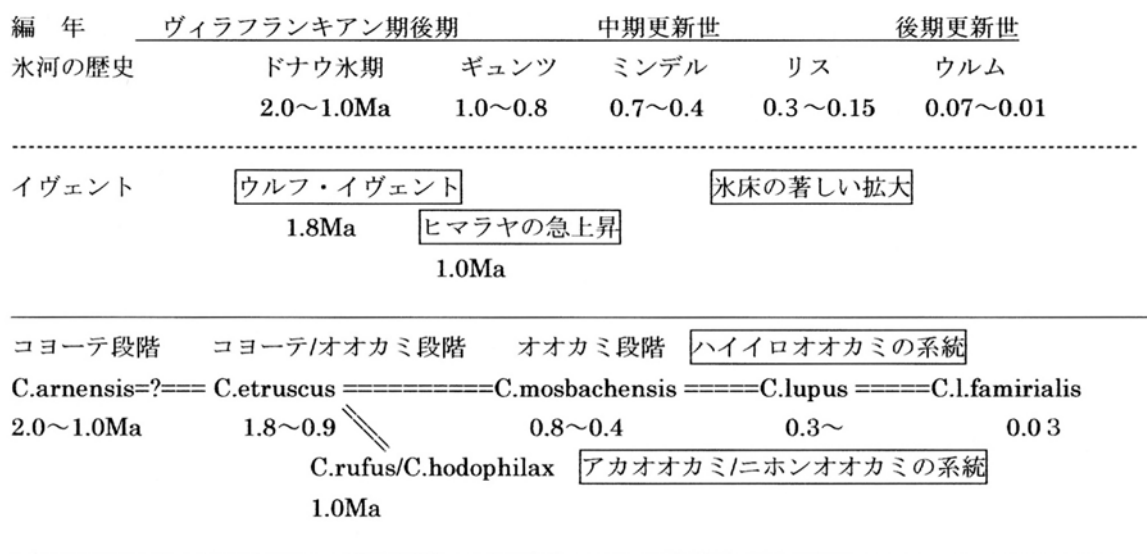 編 年 ヴィラフランキアン期後期 中期更新世 後期更新世
氷河の歴史 ドナウ氷期 ギュンツ ミンデル リス ウルム
2.0～1.0Ma 1.0～0.8 0.7～0.4 0.3～0.15 0.07～0.01
イヴェント ウルフ・イヴェント 氷床の著しい拡大
1.8Ma ヒマラヤの急上昇
1.0Ma
コヨーテ段階 コヨーテ/オオカミ段階 オオカミ段階 ハイイロオオカミの系統
C.arnensis=?=== C.etruscus ==========C.mosbachensis =====C.lupus =====C.l.famirialis
2.0～1.0Ma 1.8～0.9 0.8～0.4 0.3～ 0.0３
C.rufus/C.hodophilax アカオオカミ/ニホンオオカミの系統
1.0Ma